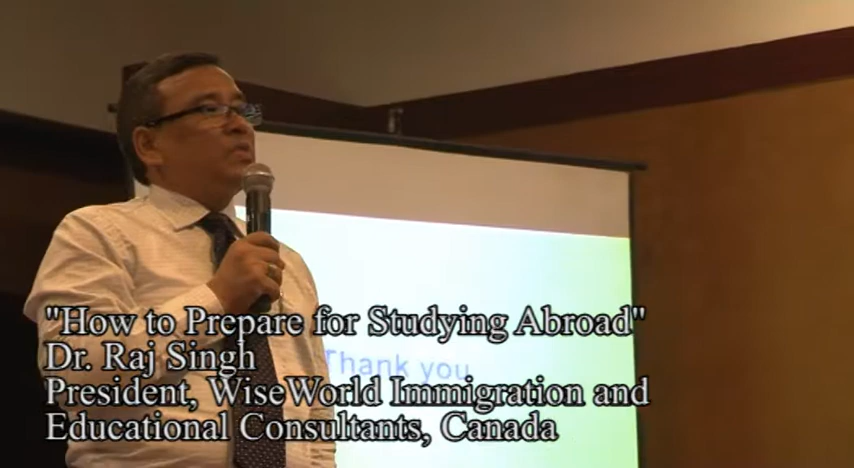 "How to Prepare for Studying Abroad"
Dr. Raj Singh
Thank you
President, WiseWorld Immigration and
Educational Consultants, Canada